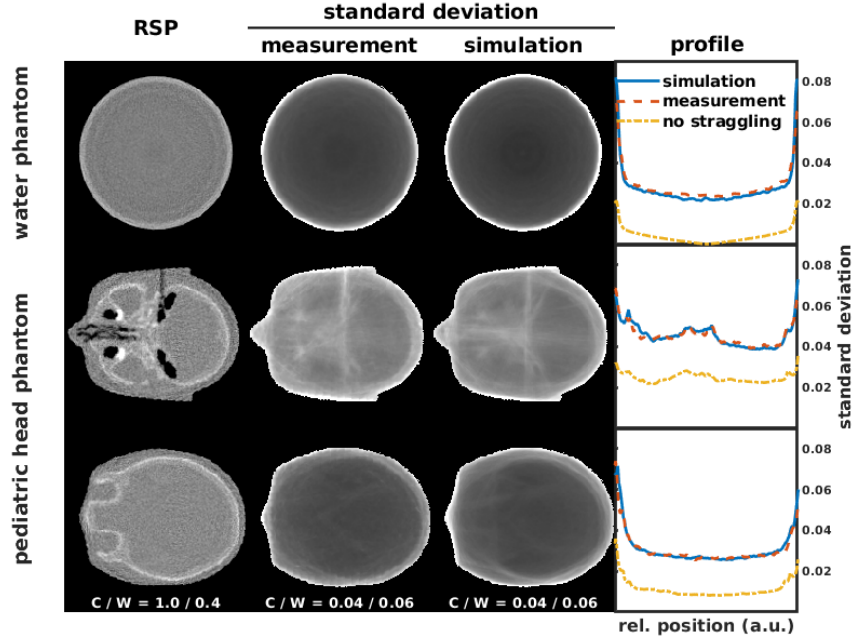 standard deviation
RSP
measurement
simulation
profile
water phantom
pediatric head phantom
simulation
measurement
no straggling
0.08
0.06
0.04
0.02
0.08
0.06
0.04
0.02
0.08
0.06
0.04
0.02
standard deviation
C / W = 1.0 / 0.4
C / W = 0.04 / 0.06
C / W = 0.04 / 0.06
rel. position (a.u.)